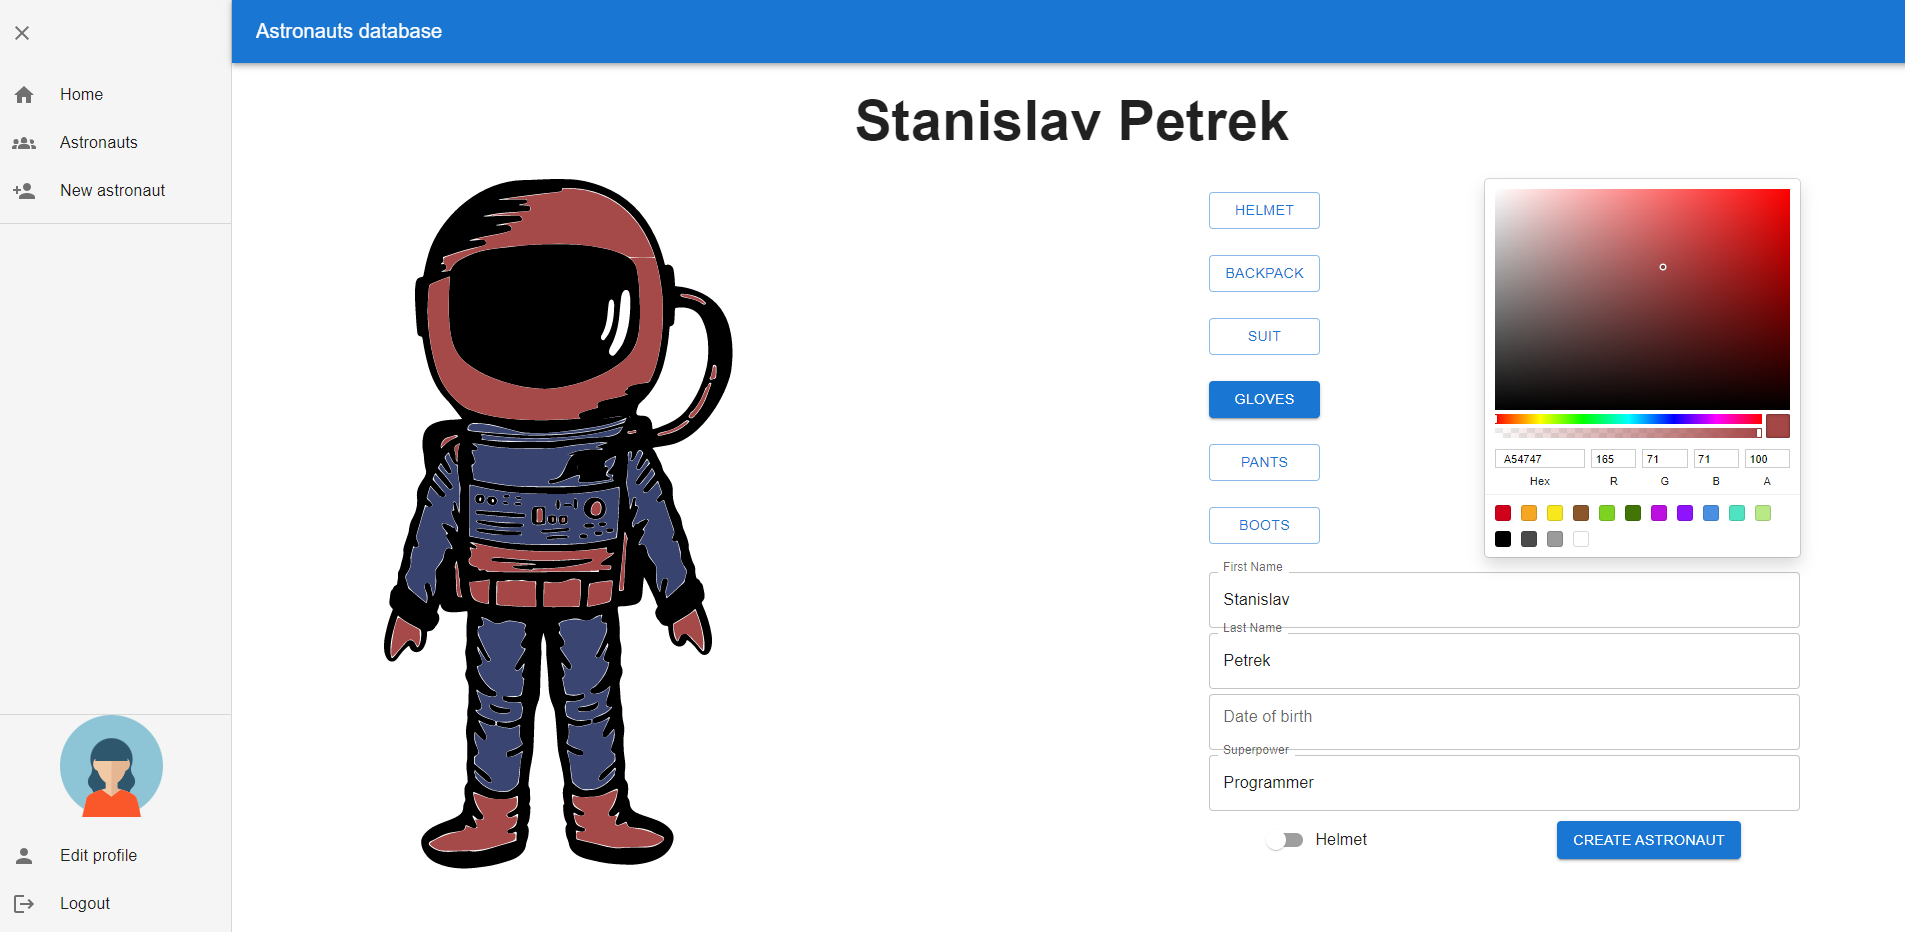 Astronauts database
Home
Astronauts
New astronaut
Edit profile
Logout
Stanislav Petrek
HELMET
BACKPACK
SUIT
GLOVES
PANTS
BOOTS
A54747 165 71 71 100
Hex R G B A
First Name
Stanislav
Last Name
Petrek
Date of birth
Superpower
Programmer
Helmet
CREATE ASTRONAUT